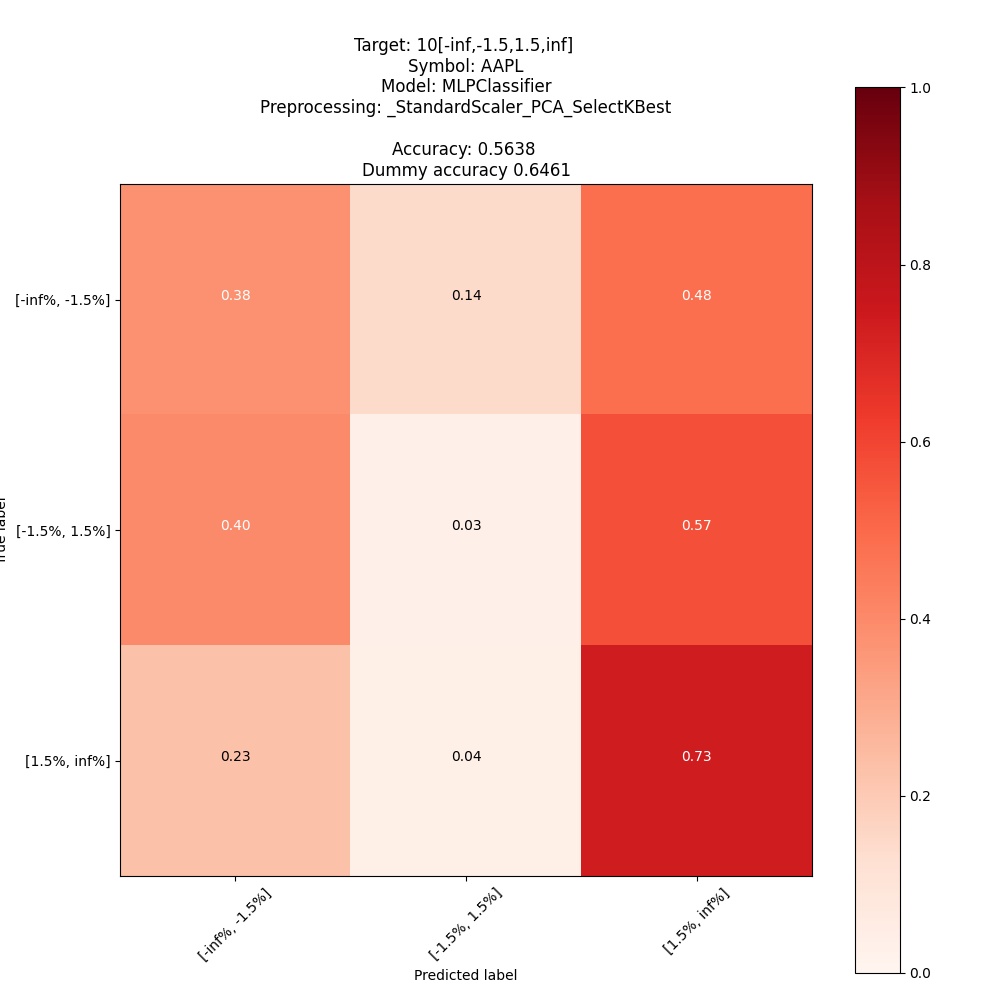 Target: 10[-inf,-1.5,1.5,inf]
Symbol: AAPL
Model: MLPClassifier
Preprocessing: _StandardScaler_PCA_SelectKBest
Accuracy: 0.5638
Dummy accuracy 0.6461
[-inf%, -1.5%]
0.38
0.14
0.48
[-1.5%, 1.5%]
0.40
0.03
0.57
[1.5%, inf%]
0.23
0.04
0.73
[-inf%, -1.5%]
[-1.5%, 1.5%]
[1.5%, inf%]
Predicted label
1.0
0.8
0.6
0.4
0.2
0.0